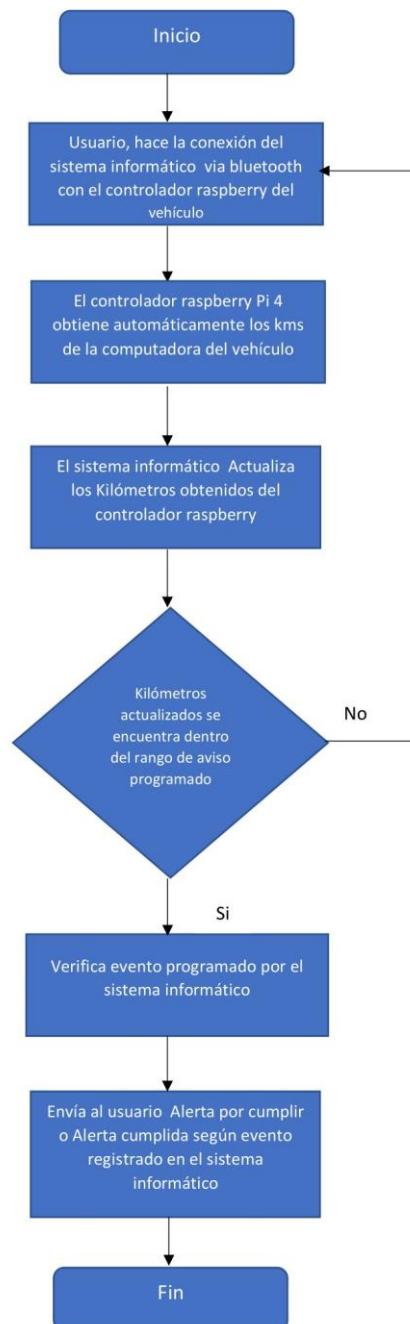 Inicio
Usuario, hace la conexión del
sistema informático via bluetooth
con el controlador raspberry del
vehículo
El controlador raspberry Pi 4
obtiene automáticamente los kms
de la computadora del vehículo
El sistema informático Actualiza
los Kilómetros obtenidos del
controlador raspberry
Kilómetros
actualizados se
encuentra dentro
del rango de aviso
programado
No
Si
Verifica evento programado por el
sistema informático
Envía al usuario Alerta por cumplir
o Alerta cumplida según evento
registrado en el sistema
informático
Fin